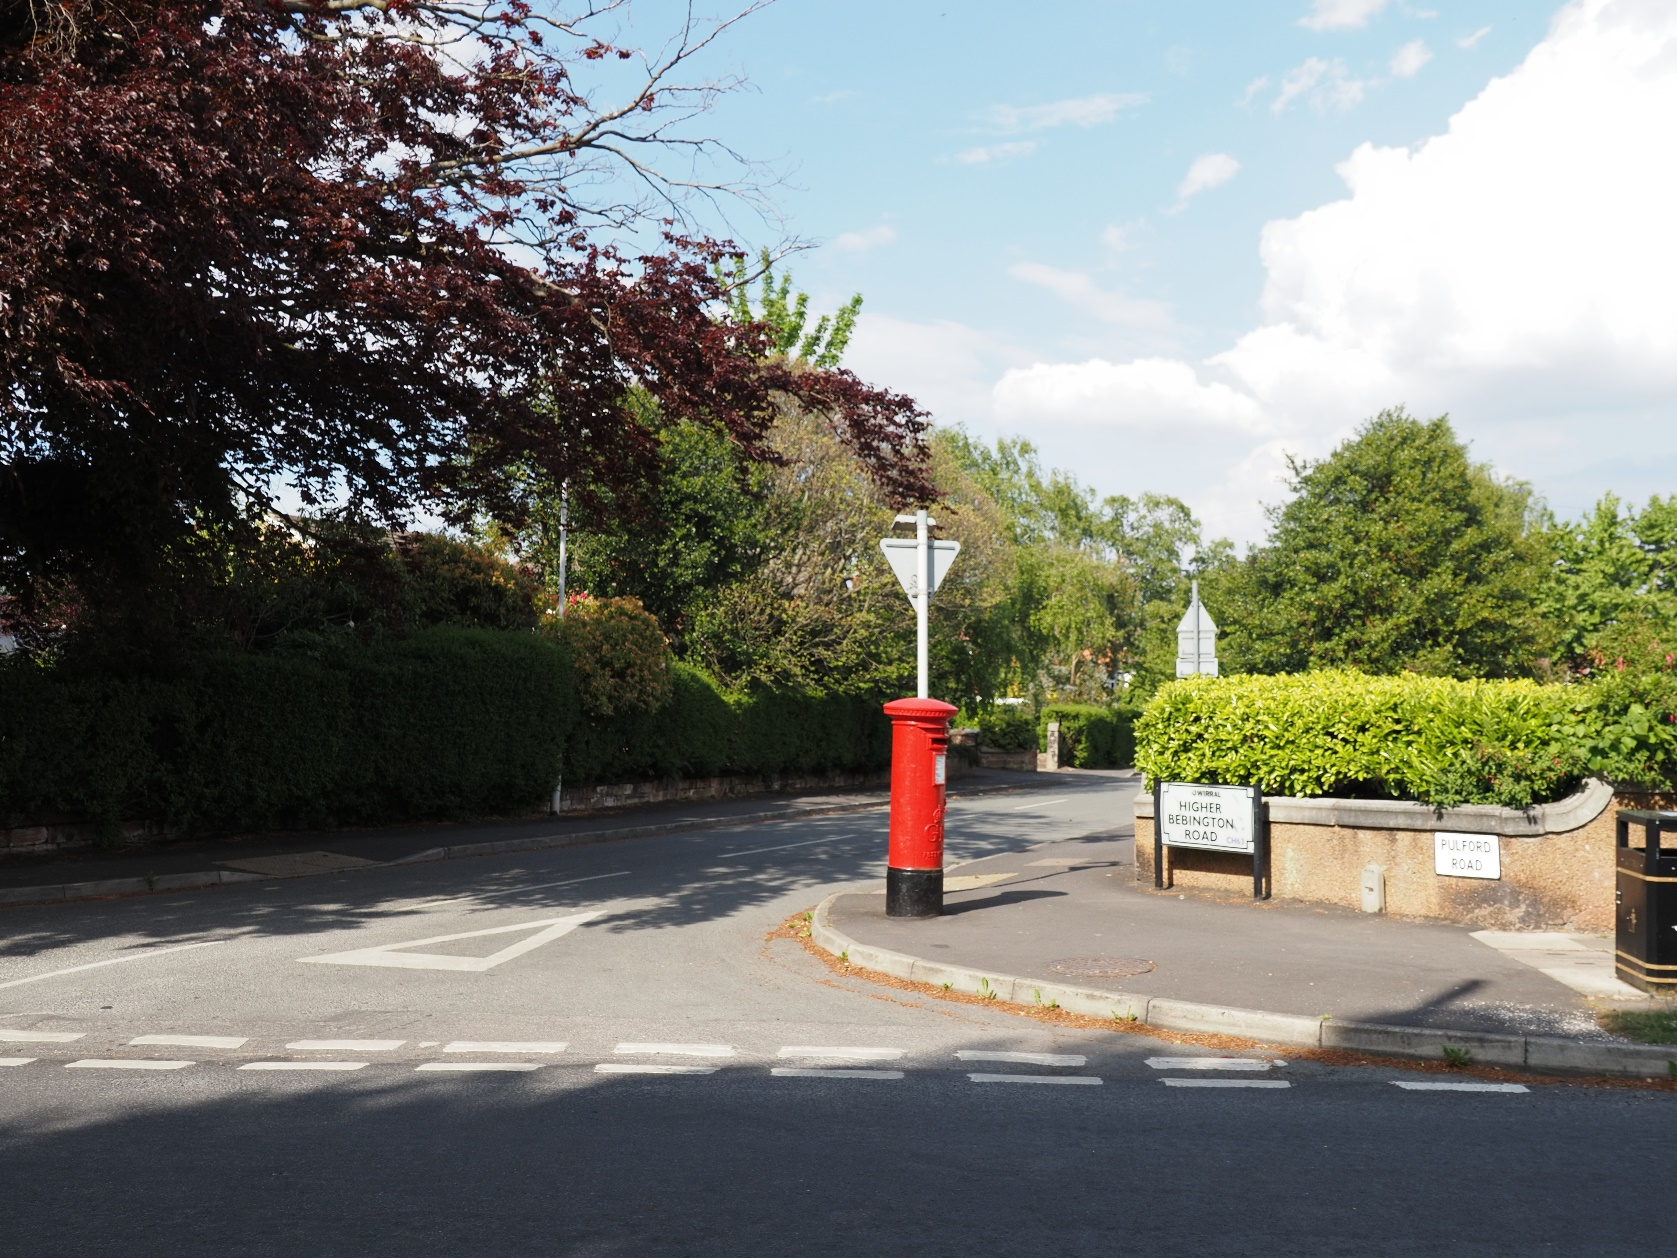 WIRRAL
HIGHER
BEBINGTON
ROAD
CH63
PULFORD
ROAD